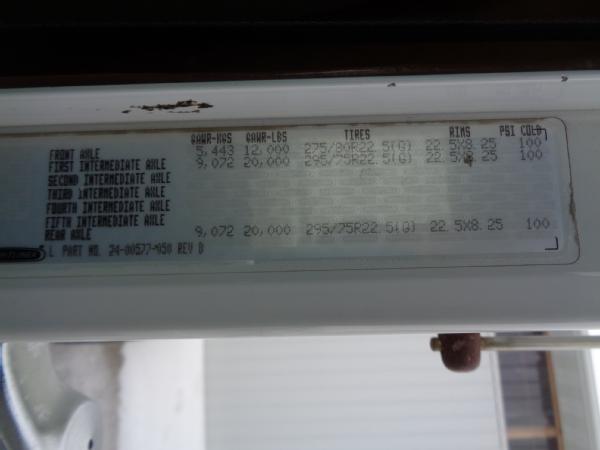 GAWR-KGS GAWR-LBS TIRES RIMS PSI COLD
FRONT AXLE 5,443 12,000 275/80R22.5(G) 22.5X8.25 100
FIRST INTERMEDIATE AXLE 9,072 20,000 295/75R22.5(G) 22.5X8.25 100
SECOND INTERMEDIATE AXLE
THIRD INTERMEDIATE AXLE
FOURTH INTERMEDIATE AXLE
FIFTH INTERMEDIATE AXLE
REAR AXLE 9,072 20,000 295/75R22.5(G) 22.5X8.25 100
L PART NO. 24-00577-050 REV B